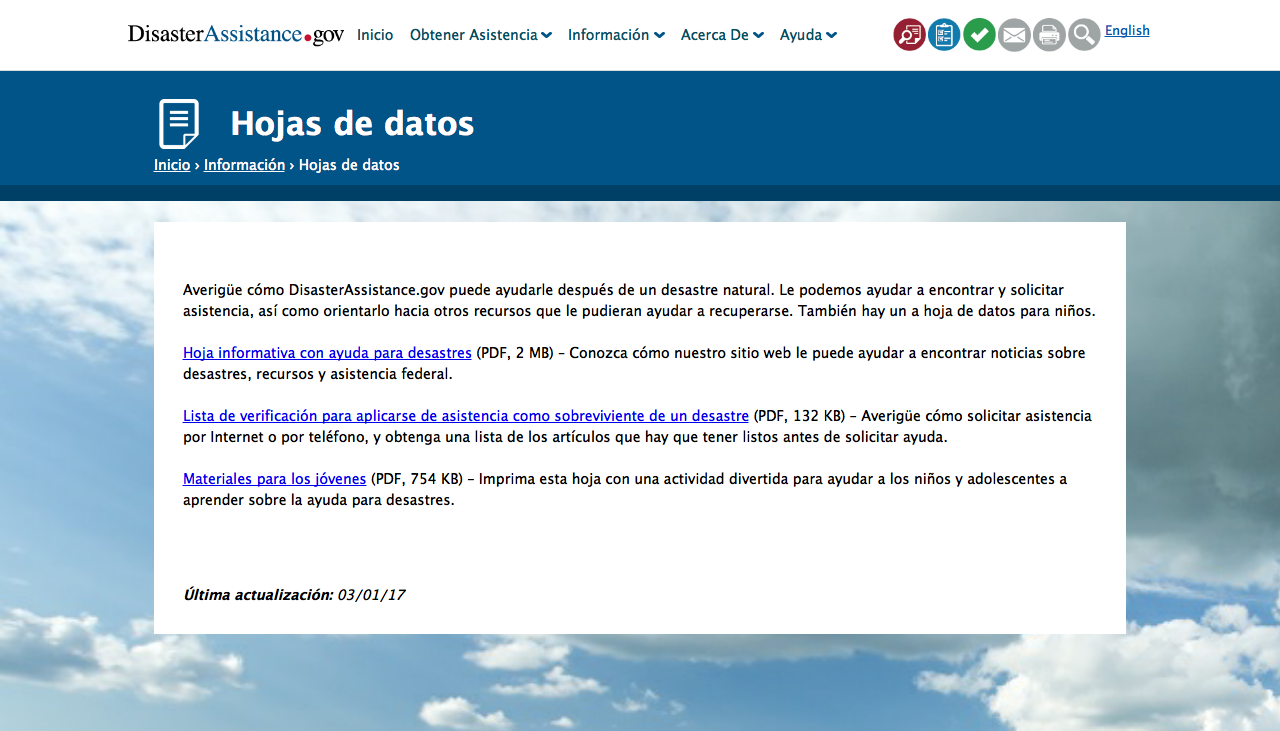 DisasterAssistance.gov Inicio Obtener Asistencia Información Acerca De Ayuda English
Hojas de datos
Inicio › Información › Hojas de datos
Averigüe cómo DisasterAssistance.gov puede ayudarle después de un desastre natural. Le podemos ayudar a encontrar y solicitar
asistencia, así como orientarlo hacia otros recursos que le pudieran ayudar a recuperarse. También hay un a hoja de datos para niños.
Hoja informativa con ayuda para desastres (PDF, 2 MB) – Conozca cómo nuestro sitio web le puede ayudar a encontrar noticias sobre
desastres, recursos y asistencia federal.
Lista de verificación para aplicarse de asistencia como sobreviviente de un desastre (PDF, 132 KB) – Averigüe cómo solicitar asistencia
por Internet o por teléfono, y obtenga una lista de los artículos que hay que tener listos antes de solicitar ayuda.
Materiales para los jóvenes (PDF, 754 KB) – Imprima esta hoja con una actividad divertida para ayudar a los niños y adolescentes a
aprender sobre la ayuda para desastres.
Última actualización: 03/01/17